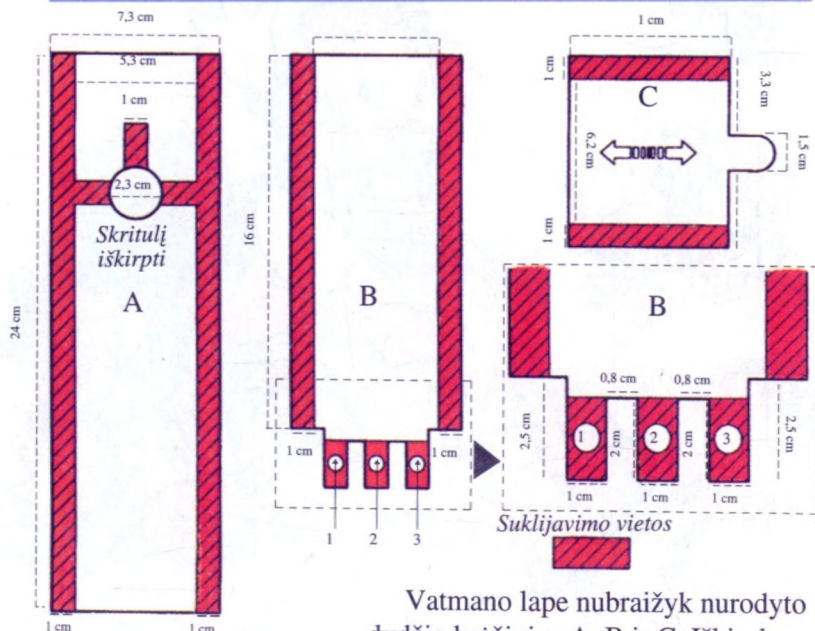 7,3 cm
5,3 cm
1 cm
2,3 cm
Skritulį
iškirpti
A
24 cm
1 cm
1 cm
16 cm
B
1 cm
1 cm
1
2
3
1 cm
1 cm
C
6,2 cm
3,3 cm
1,5 cm
1 cm
B
0,8 cm
0,8 cm
2,5 cm
1
2 cm
2
2 cm
3
2,5 cm
1 cm
1 cm
1 cm
Suklijavimo vietos
Vatmano lape nubraižyk nurodyto